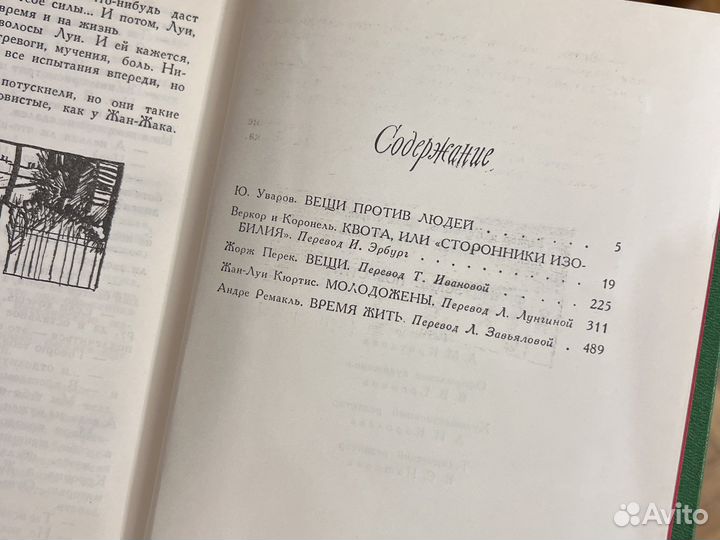 что-нибудь даст
силы... И потом, Луи,
время и на жизнь
волосы Луи. И ей кажется,
тревоги, мучения, боль. Ни-
все испытания впереди, но
потускнели, но они такие
как у Жан-Жака.
Содержание
Ю. Уваров. ВЕЩИ ПРОТИВ ЛЮДЕЙ . . . . . . . 5
Веркор и Коронель. КВОТА, ИЛИ «СТОРОННИКИ ИЗО-
БИЛИЯ». Перевод И. Эрбург . . . . . . . . . 19
Жорж Перек. ВЕЩИ. Перевод Т. Ивановой . . . . 225
Жан-Луи Кюртис. МОЛОДОЖЕНЫ. Перевод Л. Лунгиной 311
Андре Ремакль. ВРЕМЯ ЖИТЬ. Перевод Л. Завьяловой . 489
Avito